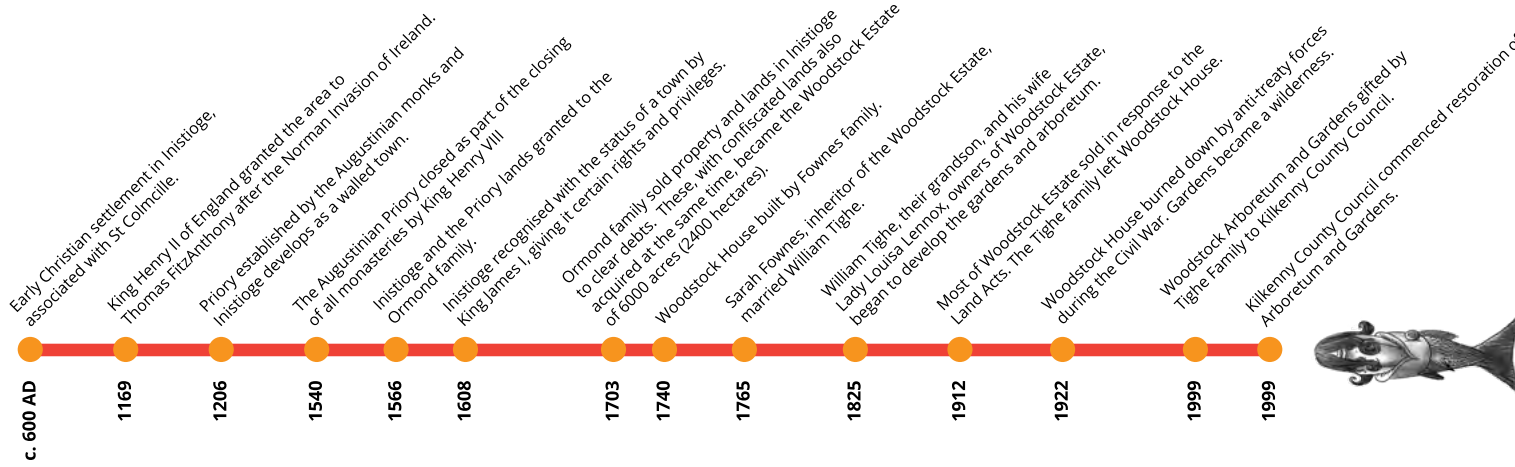 Early Christian settlement in Inistioge,
associated with St Colmcille.
c. 600 AD
King Henry II of England granted the area to
Thomas FitzAnthony after the Norman Invasion of Ireland.
1169
Priory established by the Augustinian monks and
Inistioge develops as a walled town.
1206
The Augustinian Priory closed as part of the closing
of all monasteries by King Henry VIII
1540
Inistioge and the Priory lands granted to the
Ormond family.
1566
Inistioge recognised with the status of a town by
King James I, giving it certain rights and privileges.
1608
Ormond family sold property and lands in Inistioge
to clear debts. These, with confiscated lands also
acquired at the same time, became the Woodstock Estate
of 6000 acres (2400 hectares).
1703
Woodstock House built by Fownes family.
1740
Sarah Fownes, inheritor of the Woodstock Estate,
married William Tighe.
1765
William Tighe, their grandson, and his wife
Lady Louisa Lennox, owners of Woodstock Estate,
began to develop the gardens and arboretum.
1825
Most of Woodstock Estate sold in response to the
Land Acts. The Tighe family left Woodstock House.
1912
Woodstock House burned down by anti-treaty forces
during the Civil War. Gardens became a wilderness.
1922
Woodstock Arboretum and Gardens gifted by
Tighe Family to Kilkenny County Council.
1999
Kilkenny County Council commenced restoration of
Arboretum and Gardens.
1999